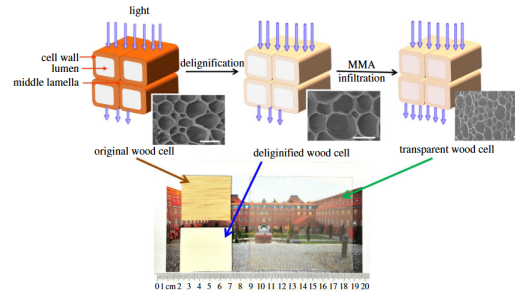 light
cell wall
lumen
middle lamella
delignification
MMA
infiltration
original wood cell
deliginified wood cell
transparent wood cell
0 1 cm 2 3 4 5 6 7 8 9 10 11 12 13 14 15 16 17 18 19 20